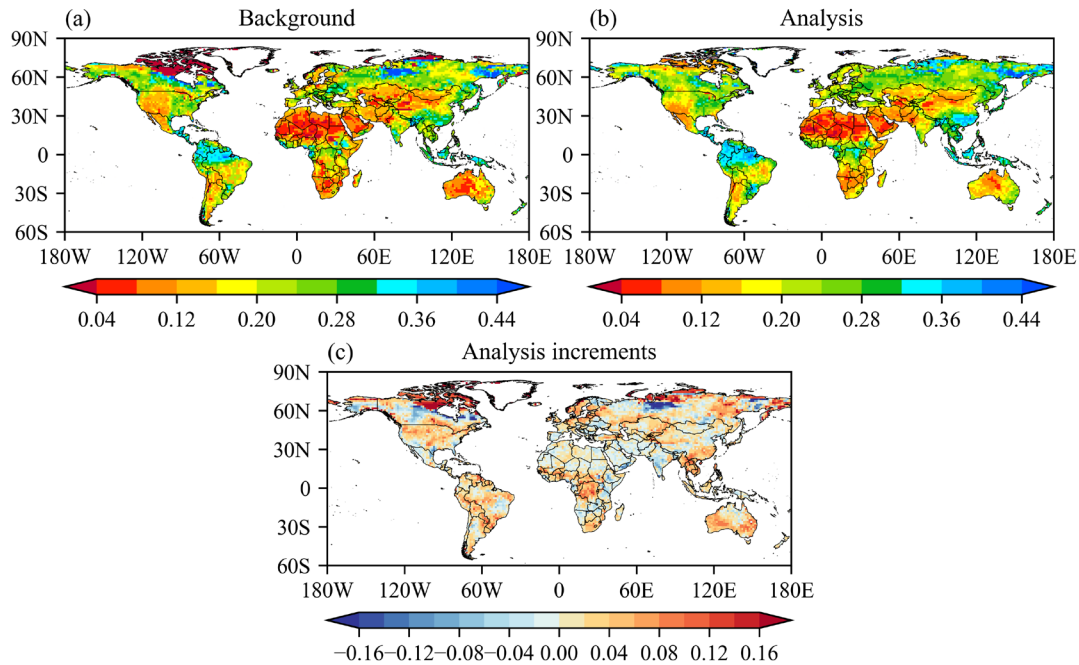 (a) Background
90N
60N
30N
0
30S
60S
180W 120W 60W 0 60E 120E 180E
0.04 0.12 0.20 0.28 0.36 0.44
(b) Analysis
90N
60N
30N
0
30S
60S
180W 120W 60W 0 60E 120E 180E
0.04 0.12 0.20 0.28 0.36 0.44
(c) Analysis increments
90N
60N
30N
0
30S
60S
180W 120W 60W 0 60E 120E 180E
−0.16 −0.12 −0.08 −0.04 0.00 0.04 0.08 0.12 0.16